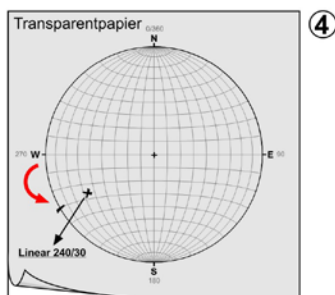 Transparentpapier
④
0/360
N
270 W
E 90
Linear 240/30
S
180